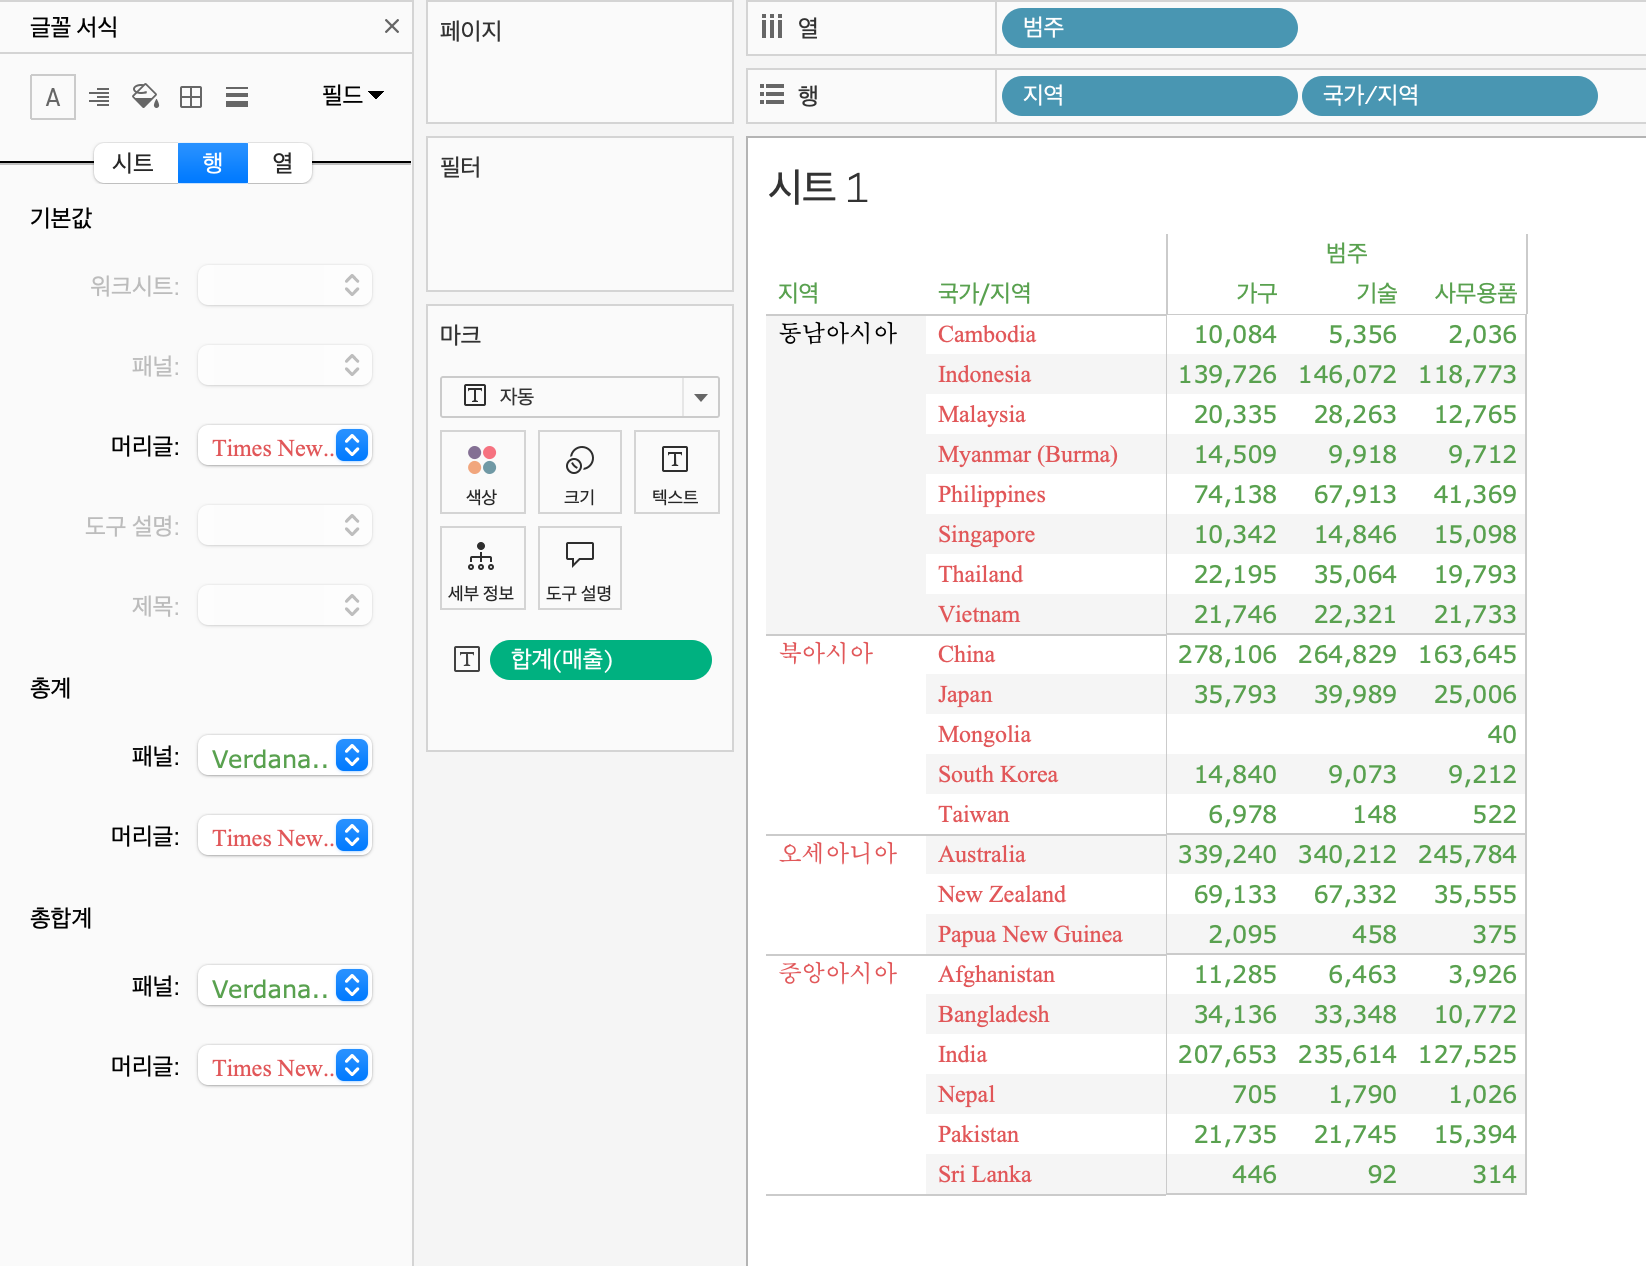 글꼴 서식
A
필드
시트 행 열
기본값
워크시트:
패널:
머리글: Times New..
도구 설명:
제목:
총계
패널: Verdana..
머리글: Times New..
총합계
패널: Verdana..
머리글: Times New..
페이지
필터
마크
T 자동
색상
크기
T 텍스트
세부 정보
도구 설명
T 합계(매출)
열 범주
행 지역 국가/지역
시트 1
범주
지역 국가/지역 가구 기술 사무용품
동남아시아 Cambodia 10,084 5,356 2,036
Indonesia 139,726 146,072 118,773
Malaysia 20,335 28,263 12,765
Myanmar (Burma) 14,509 9,918 9,712
Philippines 74,138 67,913 41,369
Singapore 10,342 14,846 15,098
Thailand 22,195 35,064 19,793
Vietnam 21,746 22,321 21,733
북아시아 China 278,106 264,829 163,645
Japan 35,793 39,989 25,006
Mongolia 40
South Korea 14,840 9,073 9,212
Taiwan 6,978 148 522
오세아니아 Australia 339,240 340,212 245,784
New Zealand 69,133 67,332 35,555
Papua New Guinea 2,095 458 375
중앙아시아 Afghanistan 11,285 6,463 3,926
Bangladesh 34,136 33,348 10,772
India 207,653 235,614 127,525
Nepal 705 1,790 1,026
Pakistan 21,735 21,745 15,394
Sri Lanka 446 92 314